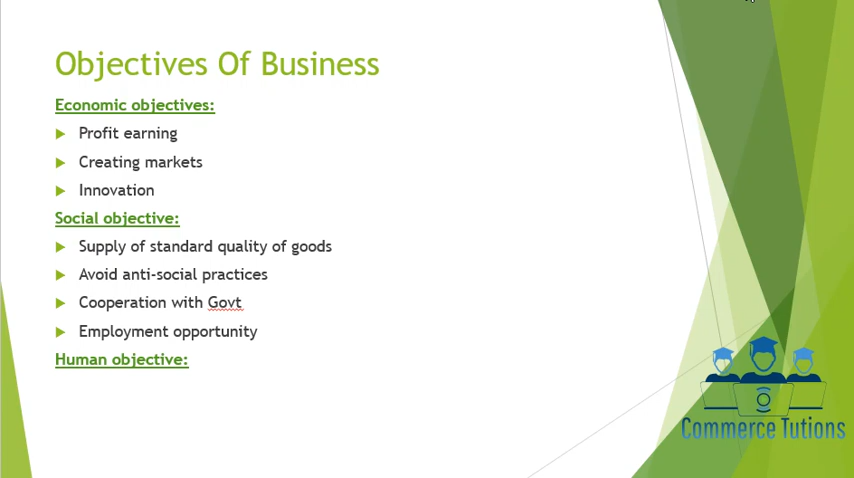 Objectives Of Business
Economic objectives:
Profit earning
Creating markets
Innovation
Social objective:
Supply of standard quality of goods
Avoid anti-social practices
Cooperation with Govt
Employment opportunity
Human objective:
Commerce Tutions